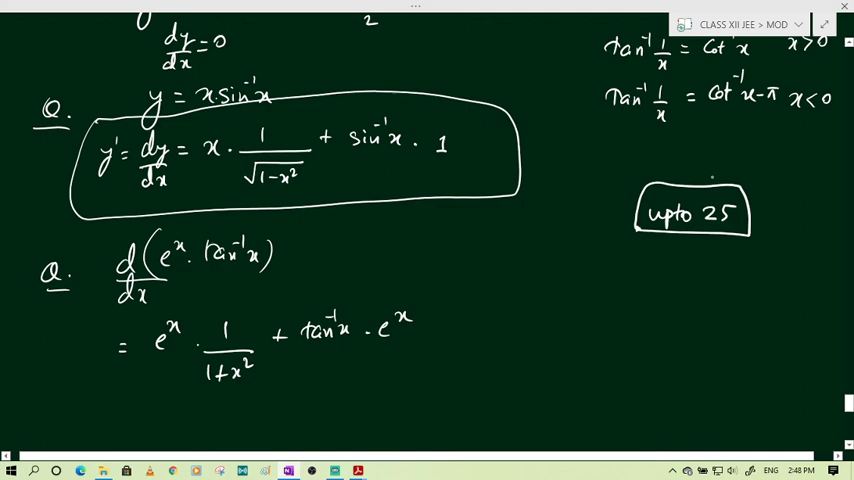 CLASS XII JEE > MOD
2
dy/dx = 0
tan⁻¹ 1/x = cot⁻¹x x>0
Tan⁻¹ 1/x = cot⁻¹x-π x<0
Q. y = x.sin⁻¹x
y' = dy/dx = x · 1/√(1-x²) + sin⁻¹x · 1
upto 25
Q. d/dx (eˣ. tan⁻¹x)
= eˣ · 1/(1+x²) + tan⁻¹x · eˣ
ENG 2:48 PM